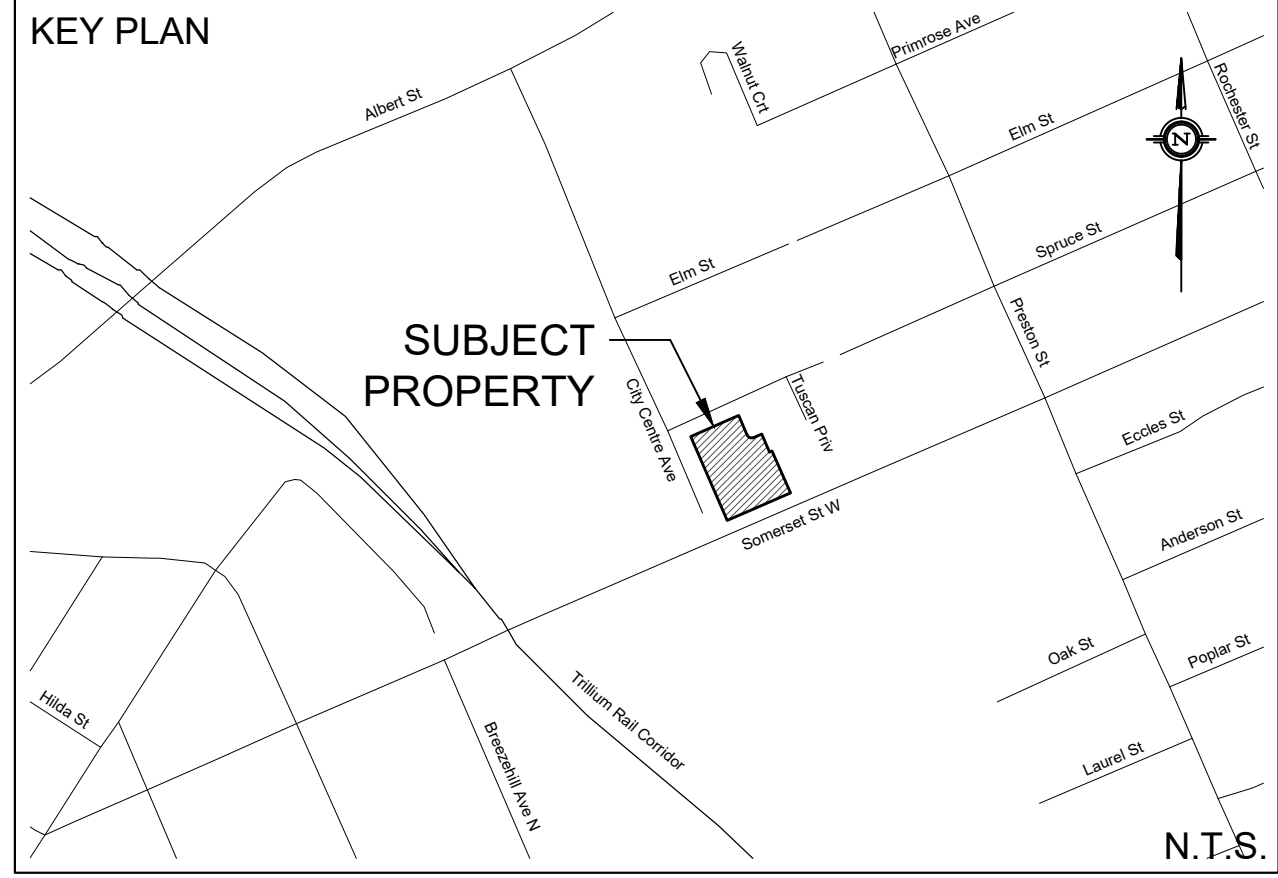 KEY PLAN
Albert St
Walnut Crt
Primrose Ave
Rochester St
Elm St
N
Spruce St
Elm St
SUBJECT
PROPERTY
City Centre Ave
Tuscan Priv
Preston St
Eccles St
Somerset St W
Anderson St
Oak St
Poplar St
Hilda St
Trillium Rail Corridor
Breezehill Ave N
Laurel St
N.T.S.